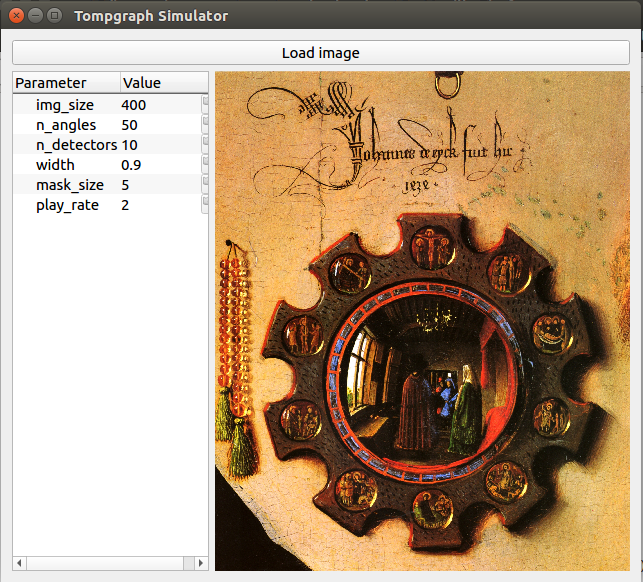 Tompgraph Simulator
Load image
Parameter Value
img_size 400
n_angles 50
n_detectors 10
width 0.9
mask_size 5
play_rate 2
Johannes de eyck fuit hic
.1434.